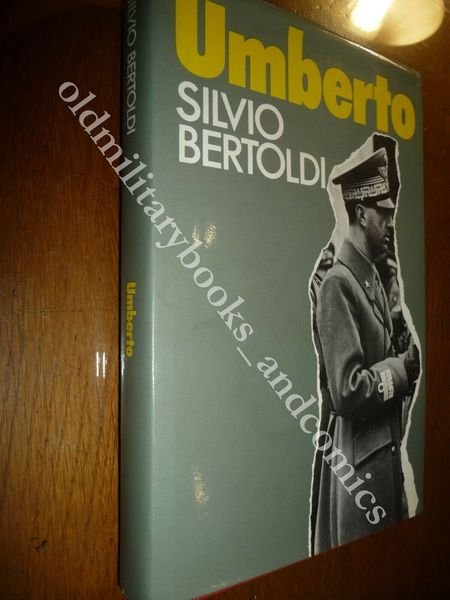 Umberto
SILVIO
BERTOLDI
SILVIO BERTOLDI
Umberto
oldmilitarybooks_andcomics